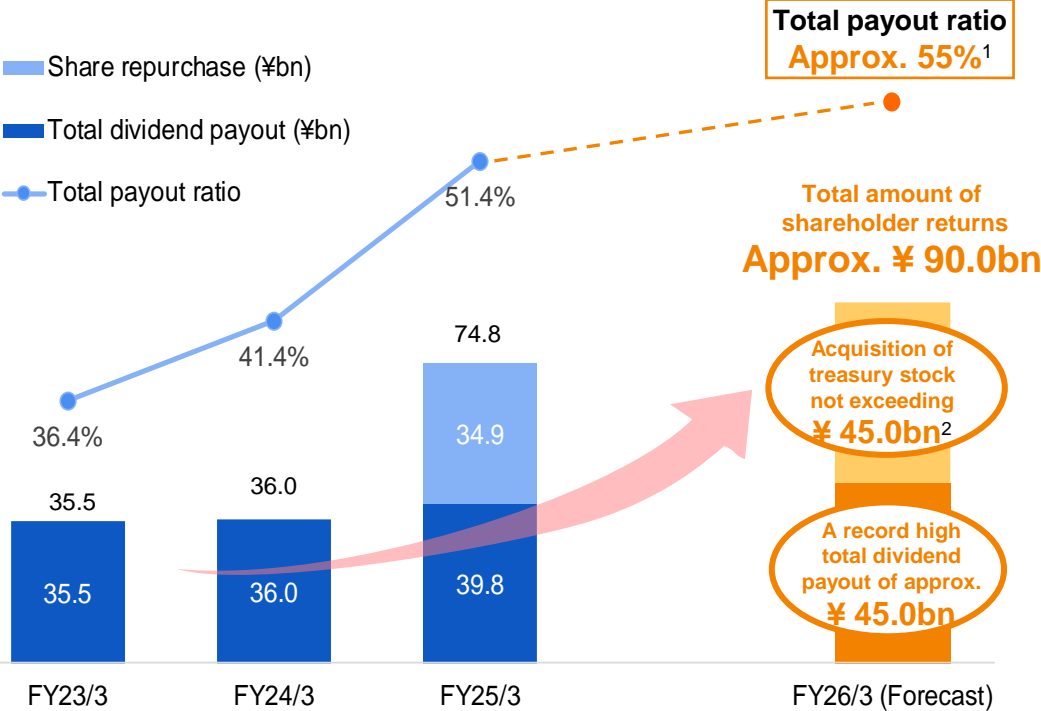 Total payout ratio
Approx. 55%1
Share repurchase (¥bn)
Total dividend payout (¥bn)
Total payout ratio
51.4%
41.4%
36.4%
Total amount of
shareholder returns
Approx. ¥ 90.0bn
74.8
34.9
39.8
36.0
36.0
35.5
35.5
Acquisition of
treasury stock
not exceeding
¥ 45.0bn2
A record high
total dividend
payout of approx.
¥ 45.0bn
FY23/3
FY24/3
FY25/3
FY26/3 (Forecast)